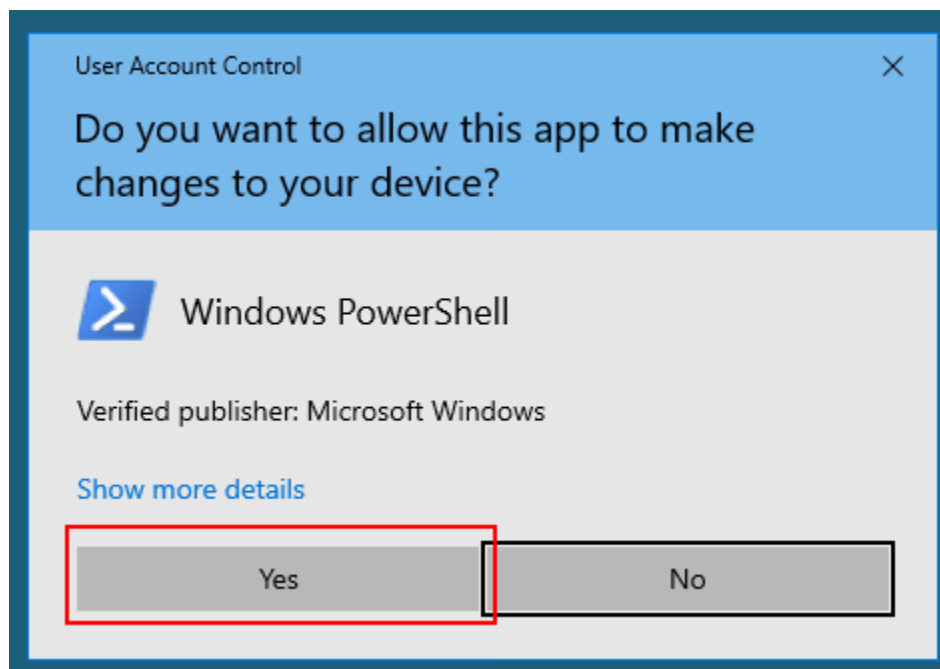 User Account Control
Do you want to allow this app to make
changes to your device?
Windows PowerShell
Verified publisher: Microsoft Windows
Show more details
Yes
No